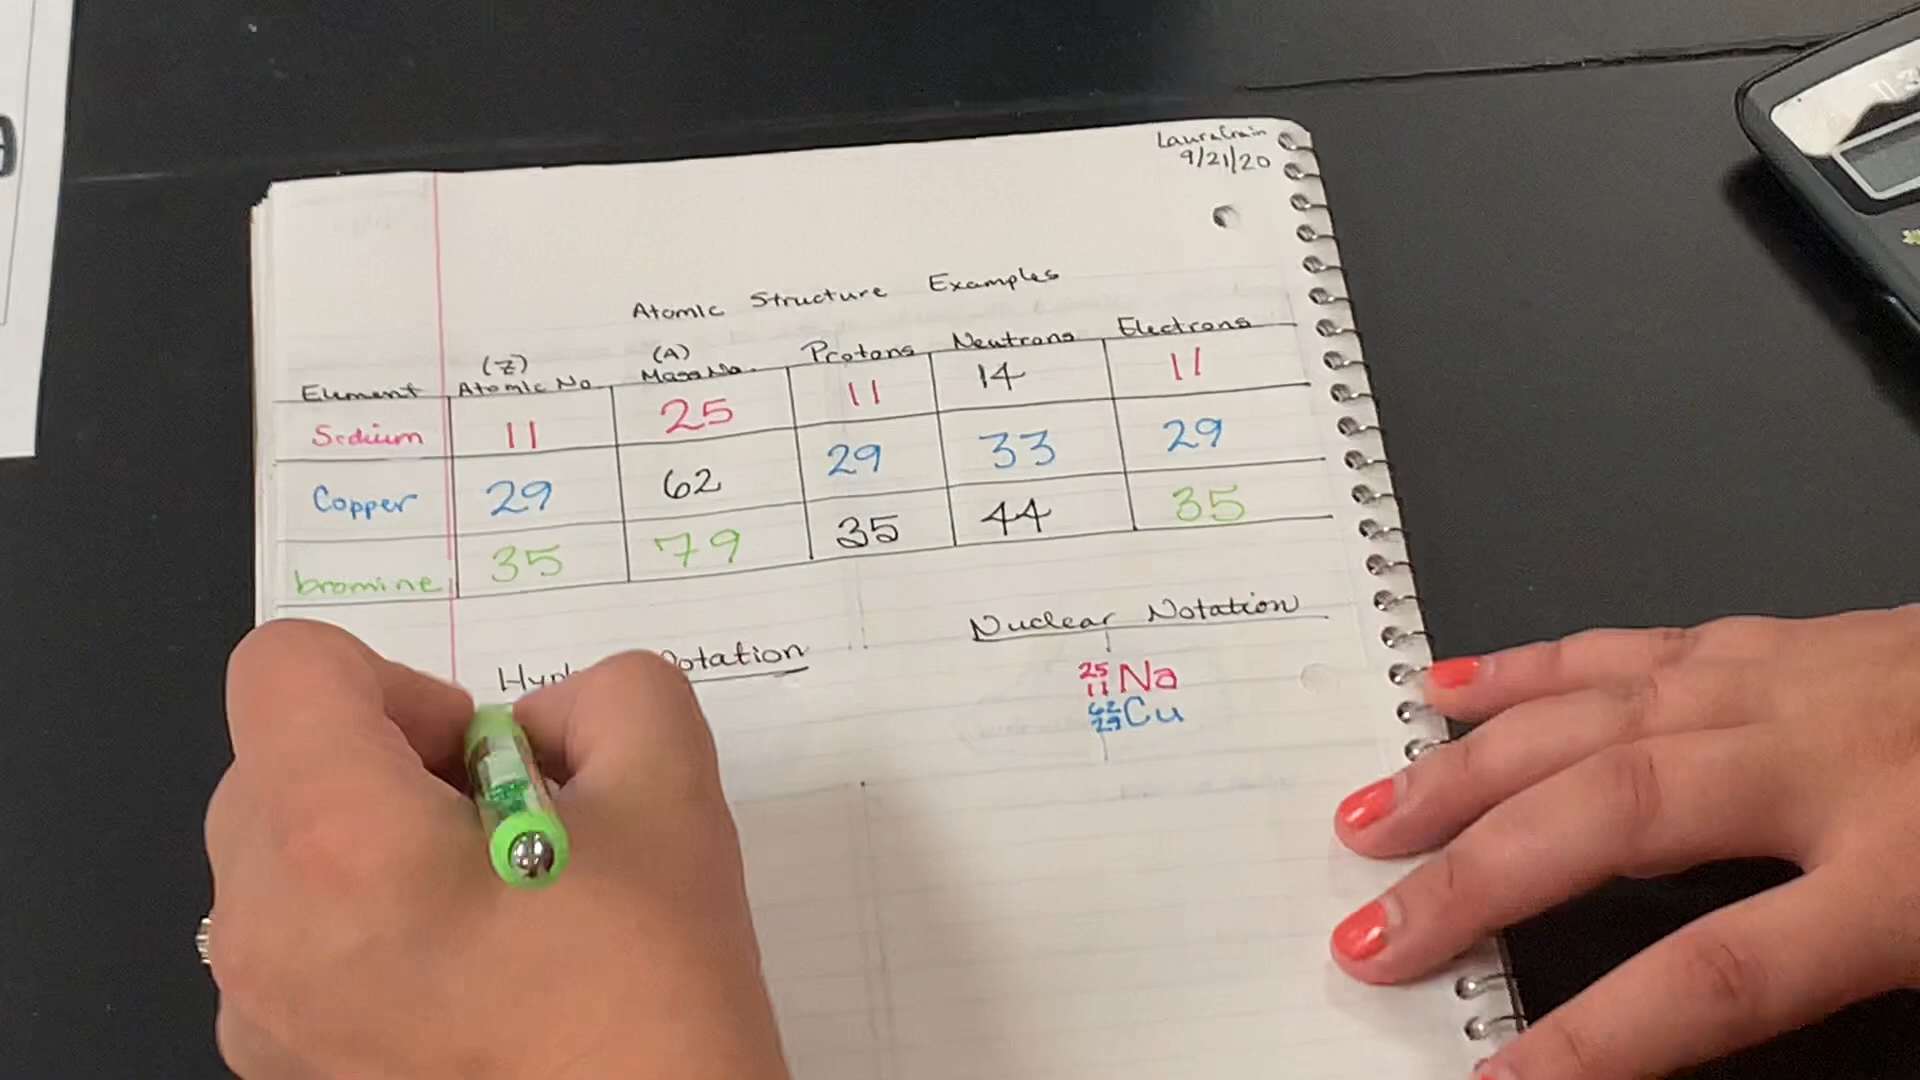 Laura Crain
9/21/20
Atomic Structure Examples
Element (Z) Atomic No. (A) Mass No. Protons Neutrons Electrons
Sodium 11 25 11 14 11
Copper 29 62 29 33 29
bromine 35 79 35 44 35
Nuclear Notation
25 11 Na
62 29 Cu